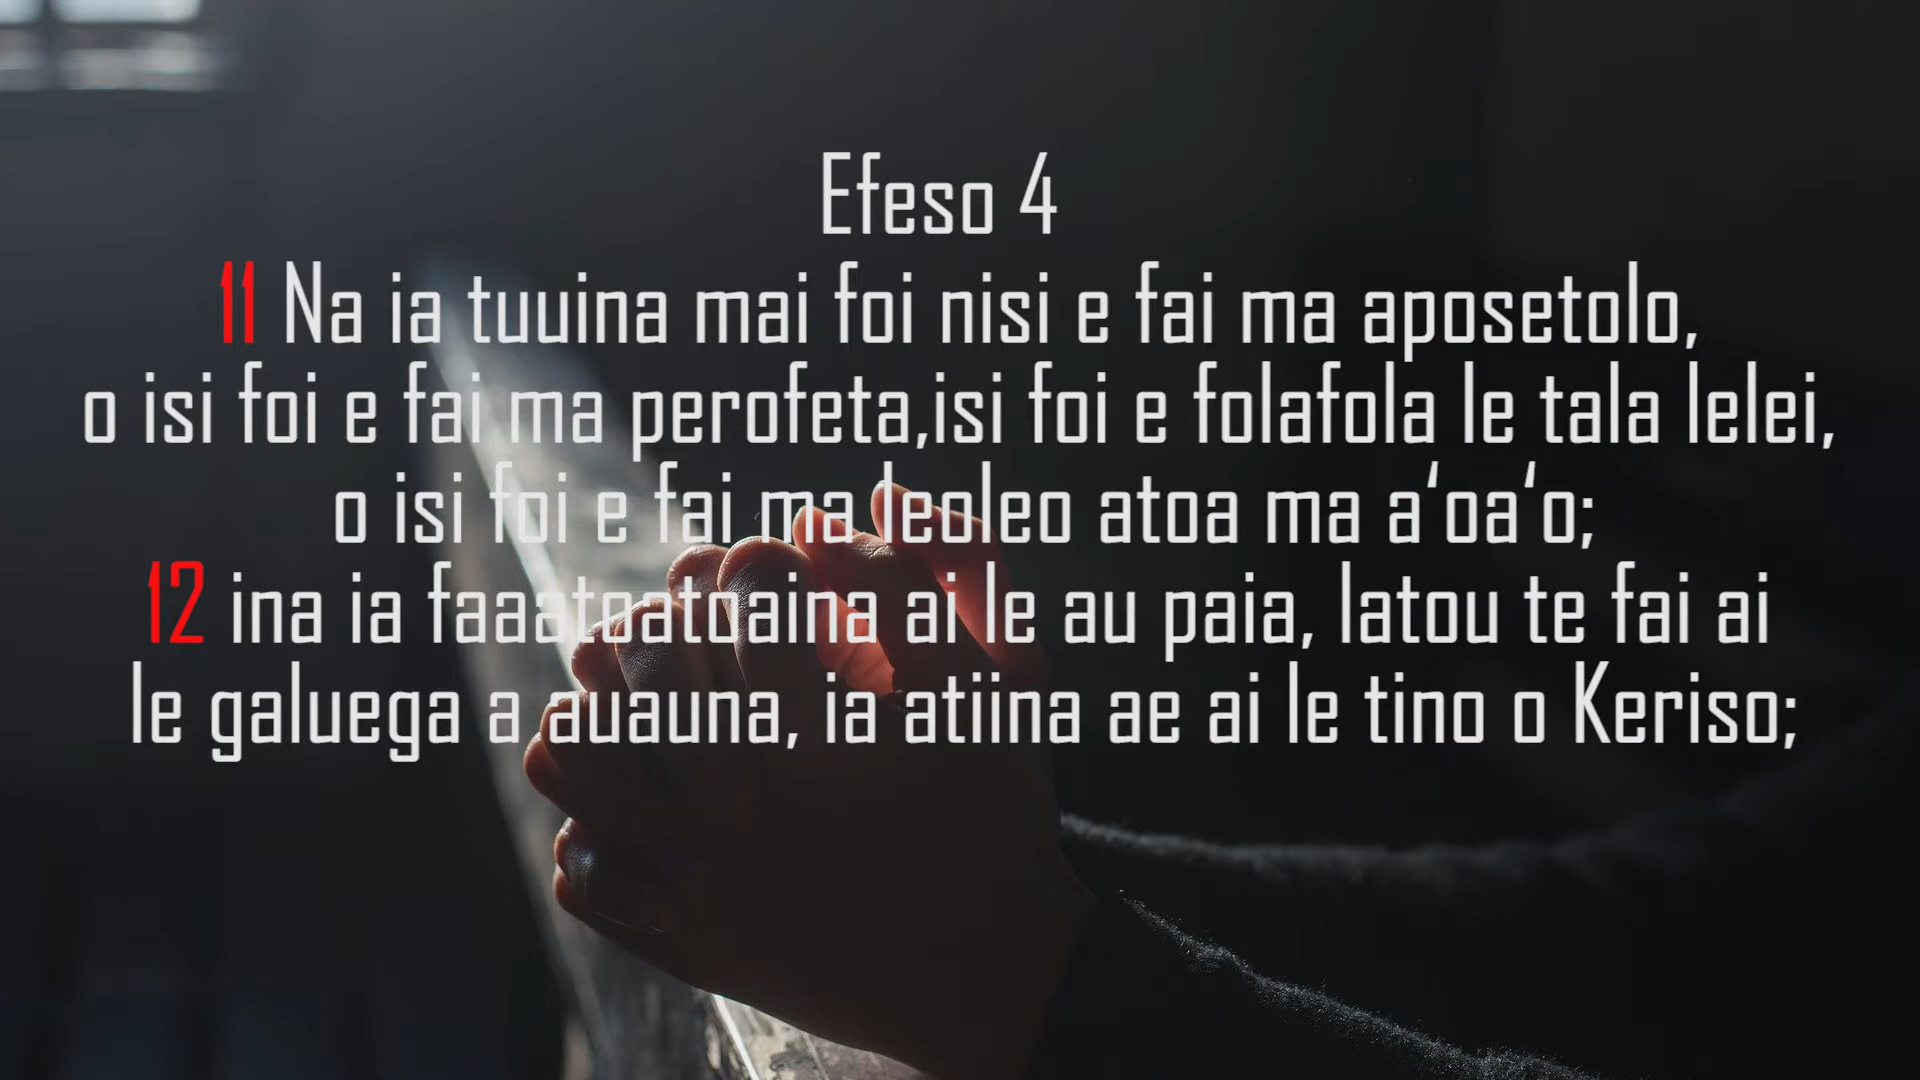 Efeso 4
11 Na ia tuuina mai foi nisi e fai ma aposetolo,
o isi foi e fai ma perofeta,isi foi e folafola le tala lelei,
o isi foi e fai ma leoleo atoa ma a‘oa‘o;
12 ina ia faaatoatoaina ai le au paia, latou te fai ai
le galuega a auauna, ia atiina ae ai le tino o Keriso;